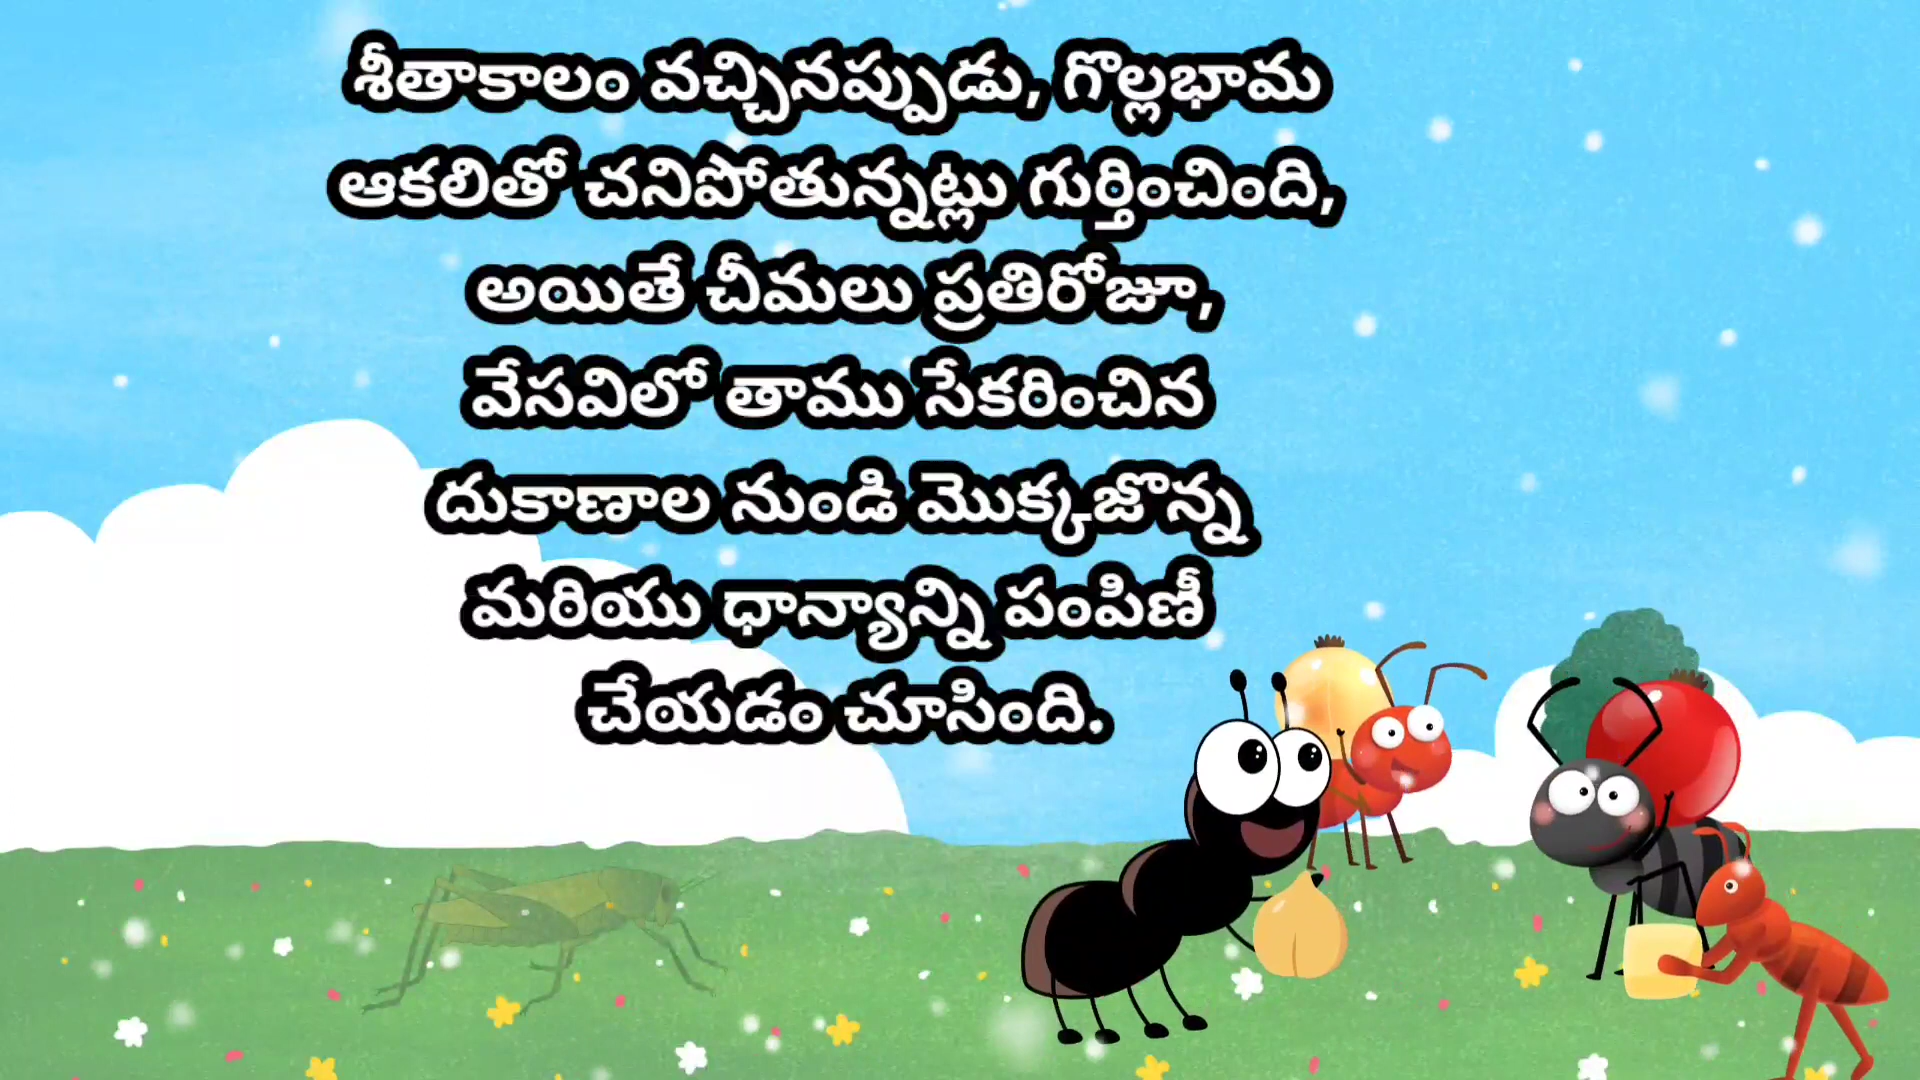 శీతాకాలం వచ్చినప్పుడు, గొల్లభామ
ఆకలితో చనిపోతున్నట్లు గుర్తించింది,
అయితే చీమలు ప్రతిరోజూ,
వేసవిలో తాము సేకరించిన
దుకాణాల నుండి మొక్కజొన్న
మరియు ధాన్యాన్ని పంపిణీ
చేయడం చూసింది.